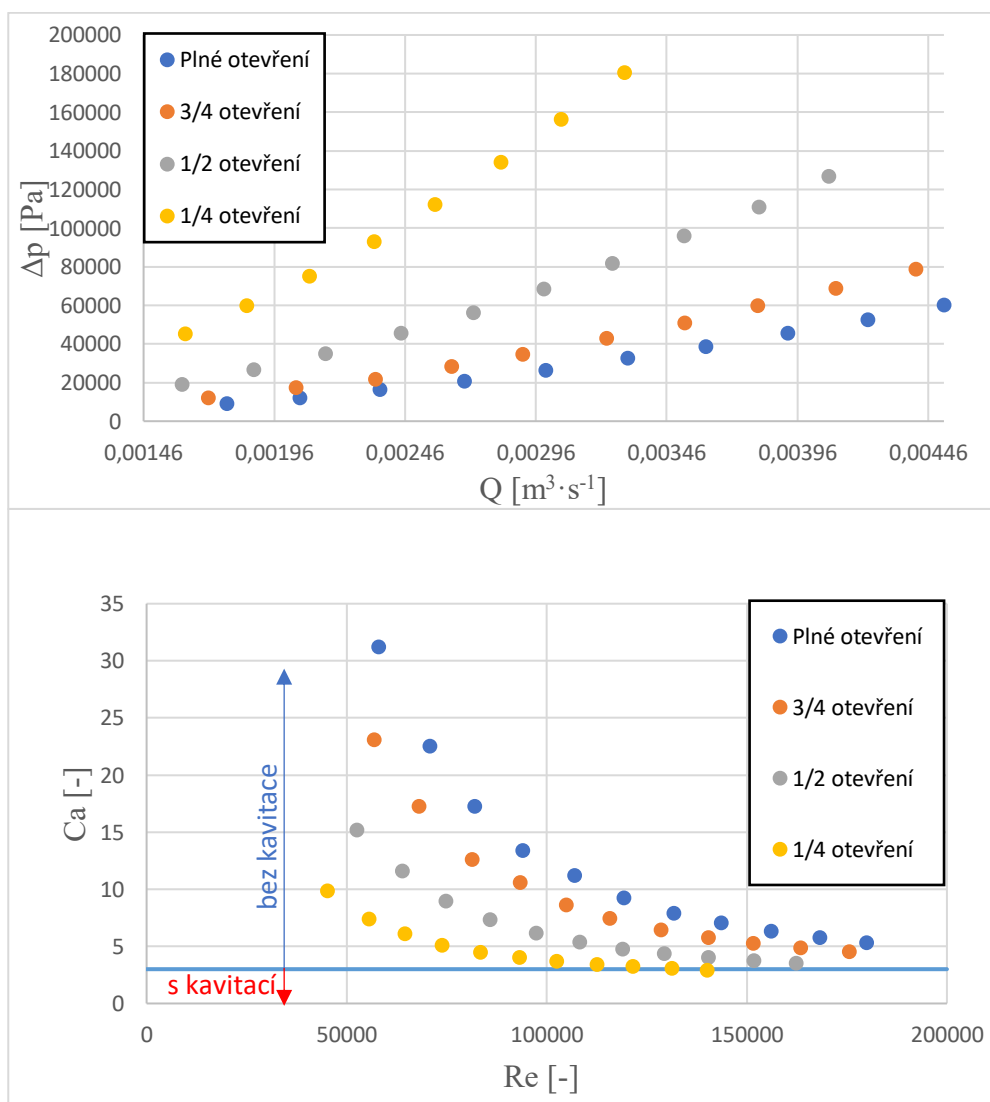 200000
180000
160000
140000
120000
100000
80000
60000
40000
20000
0
Δp [Pa]
Plné otevření
3/4 otevření
1/2 otevření
1/4 otevření
0,00146 0,00196 0,00246 0,00296 0,00346 0,00396 0,00446
Q [m³·s⁻¹]
35
30
25
20
15
10
5
0
Ca [-]
bez kavitace
s kavitací
Plné otevření
3/4 otevření
1/2 otevření
1/4 otevření
0 50000 100000 150000 200000
Re [-]